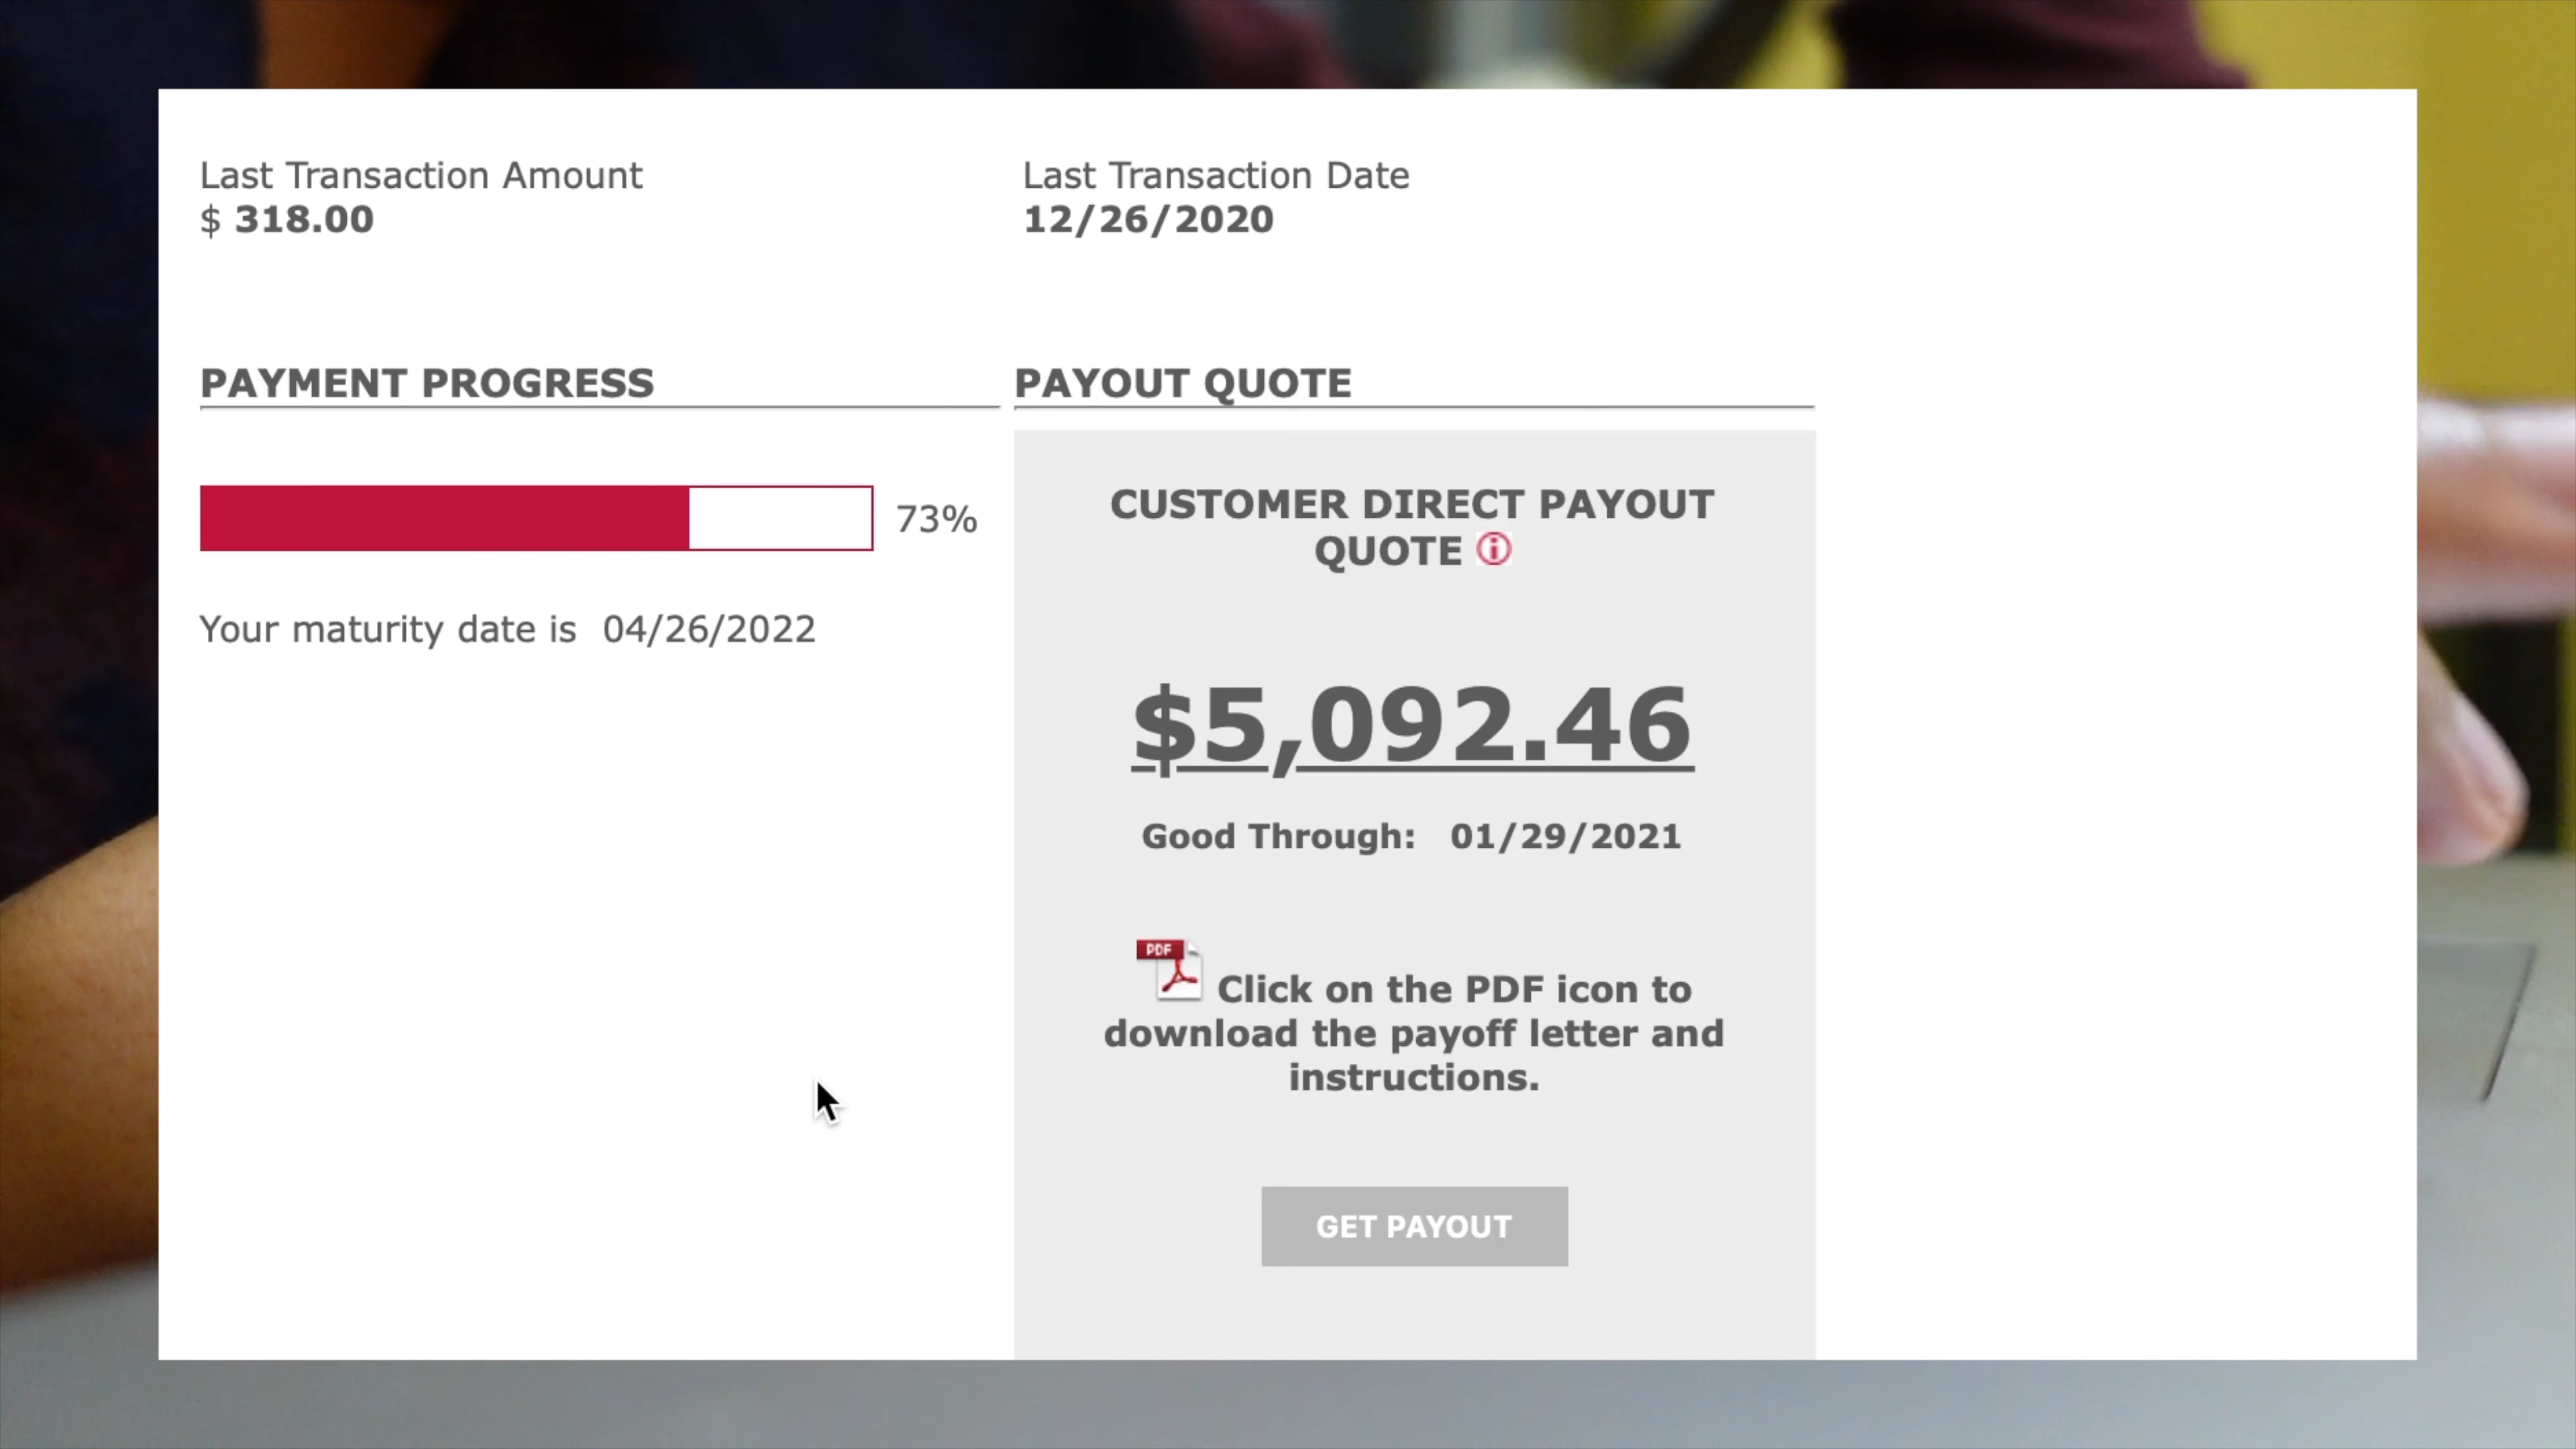 Last Transaction Amount
$ 318.00
Last Transaction Date
12/26/2020
PAYMENT PROGRESS
73%
Your maturity date is 04/26/2022
PAYOUT QUOTE
CUSTOMER DIRECT PAYOUT
QUOTE
$5,092.46
Good Through: 01/29/2021
PDF
Click on the PDF icon to
download the payoff letter and
instructions.
GET PAYOUT